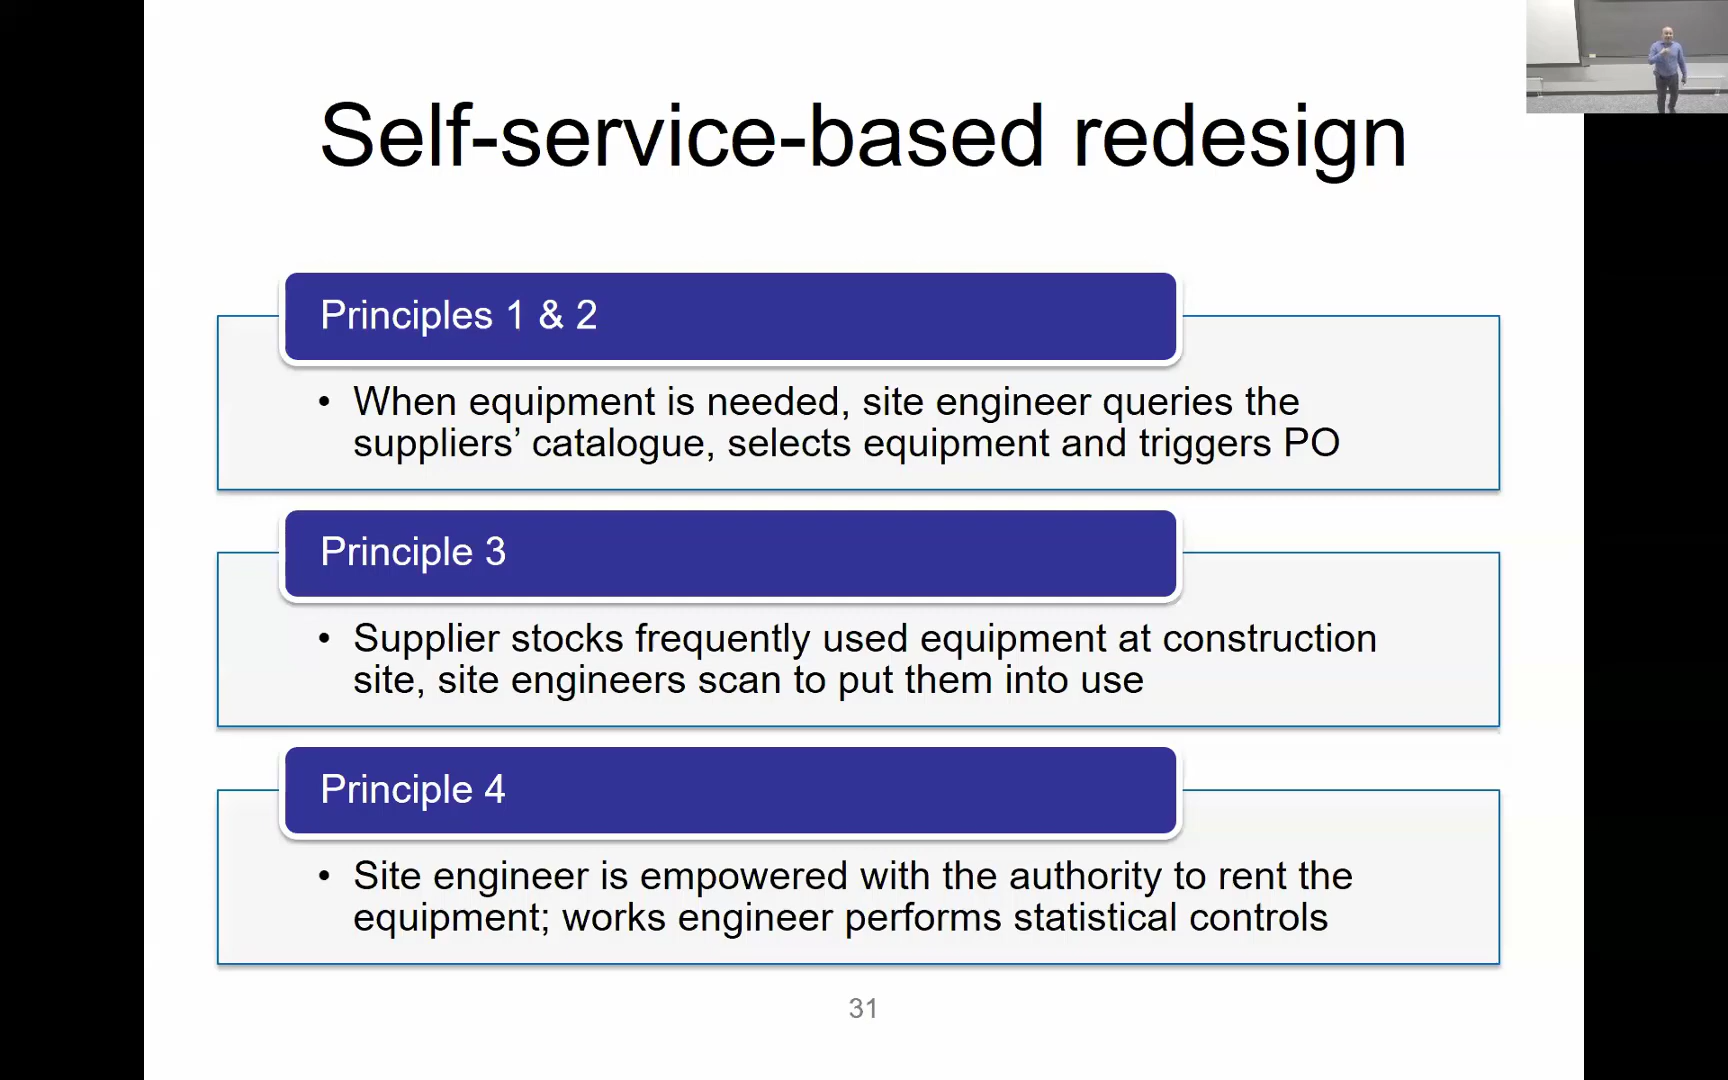 Self-service-based redesign
Principles 1 & 2
• When equipment is needed, site engineer queries the
suppliers’ catalogue, selects equipment and triggers PO
Principle 3
• Supplier stocks frequently used equipment at construction
site, site engineers scan to put them into use
Principle 4
• Site engineer is empowered with the authority to rent the
equipment; works engineer performs statistical controls
31